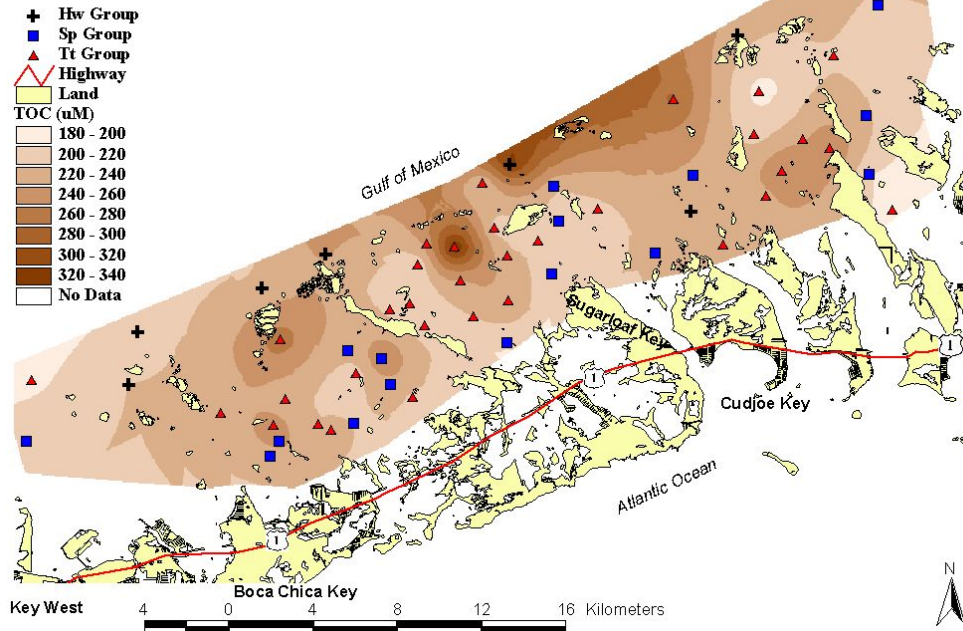 Hw Group
Sp Group
Tt Group
Highway
Land
TOC (uM)
180 - 200
200 - 220
220 - 240
240 - 260
260 - 280
280 - 300
300 - 320
320 - 340
No Data
Gulf of Mexico
Sugarloaf Key
1
1
Cudjoe Key
Atlantic Ocean
1
Boca Chica Key
Key West
4 0 4 8 12 16 Kilometers
N